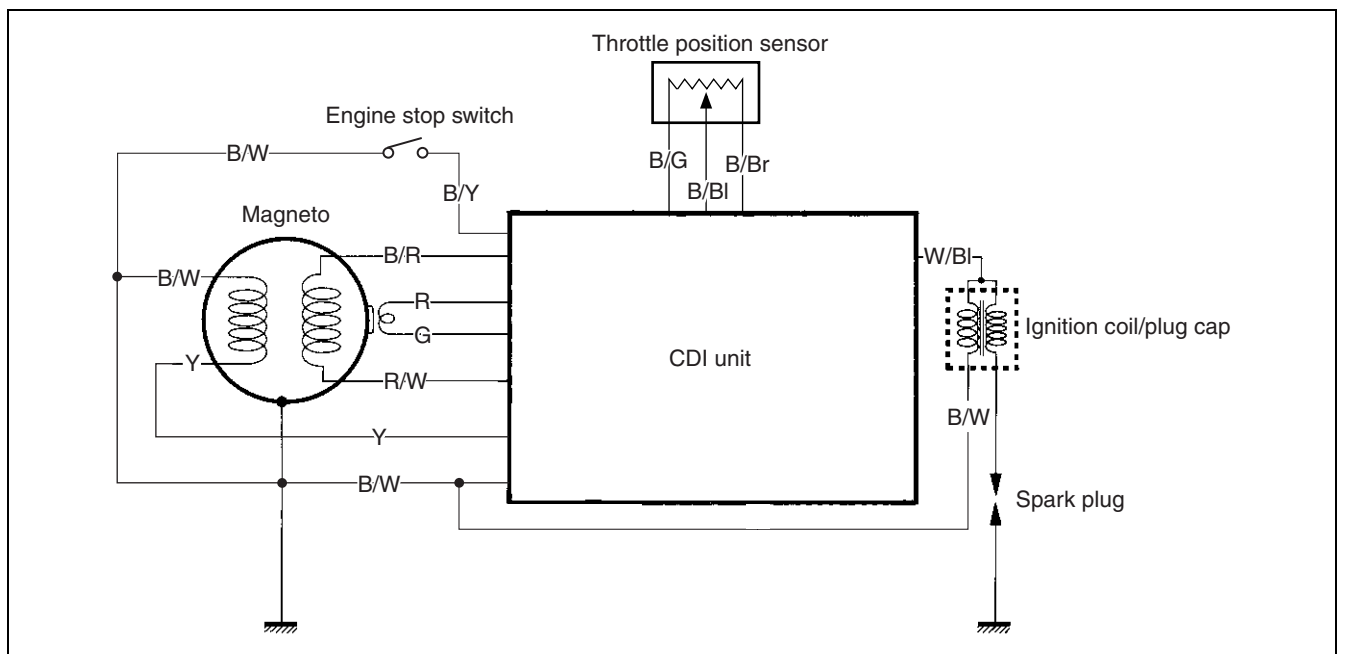 Throttle position sensor
Engine stop switch
B/W
B/G
B/Br
B/Y
B/Bl
Magneto
B/R
W/Bl
B/W
R
Ignition coil/plug cap
G
CDI unit
Y
R/W
B/W
Y
B/W
Spark plug